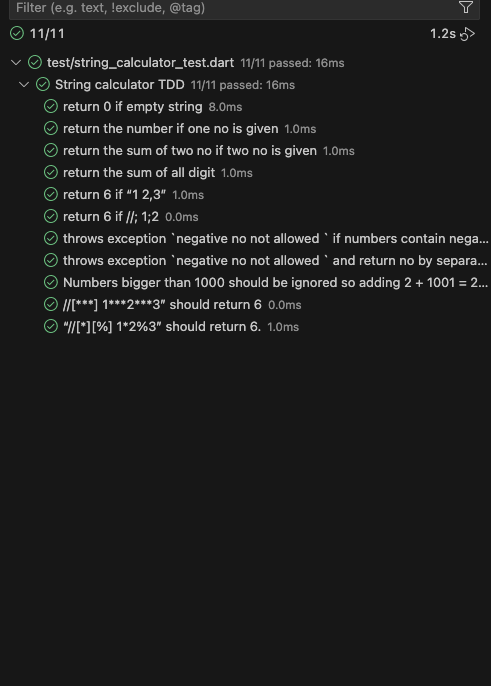 Filter (e.g. text, !exclude, @tag)
11/11 1.2s
test/string_calculator_test.dart 11/11 passed: 16ms
String calculator TDD 11/11 passed: 16ms
return 0 if empty string 8.0ms
return the number if one no is given 1.0ms
return the sum of two no if two no is given 1.0ms
return the sum of all digit 1.0ms
return 6 if “1 2,3” 1.0ms
return 6 if //; 1;2 0.0ms
throws exception `negative no not allowed ` if numbers contain nega...
throws exception `negative no not allowed ` and return no by separa...
Numbers bigger than 1000 should be ignored so adding 2 + 1001 = 2...
//[***] 1***2***3” should return 6 0.0ms
“//[*][%] 1*2%3” should return 6. 1.0ms